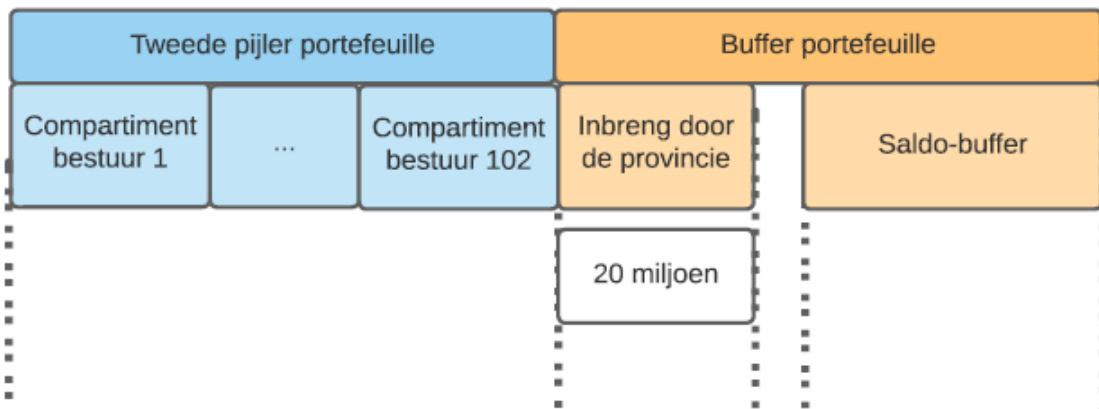 Tweede pijler portefeuille
Buffer portefeuille
Compartiment
bestuur 1
...
Compartiment
bestuur 102
Inbreng door
de provincie
Saldo-buffer
20 miljoen